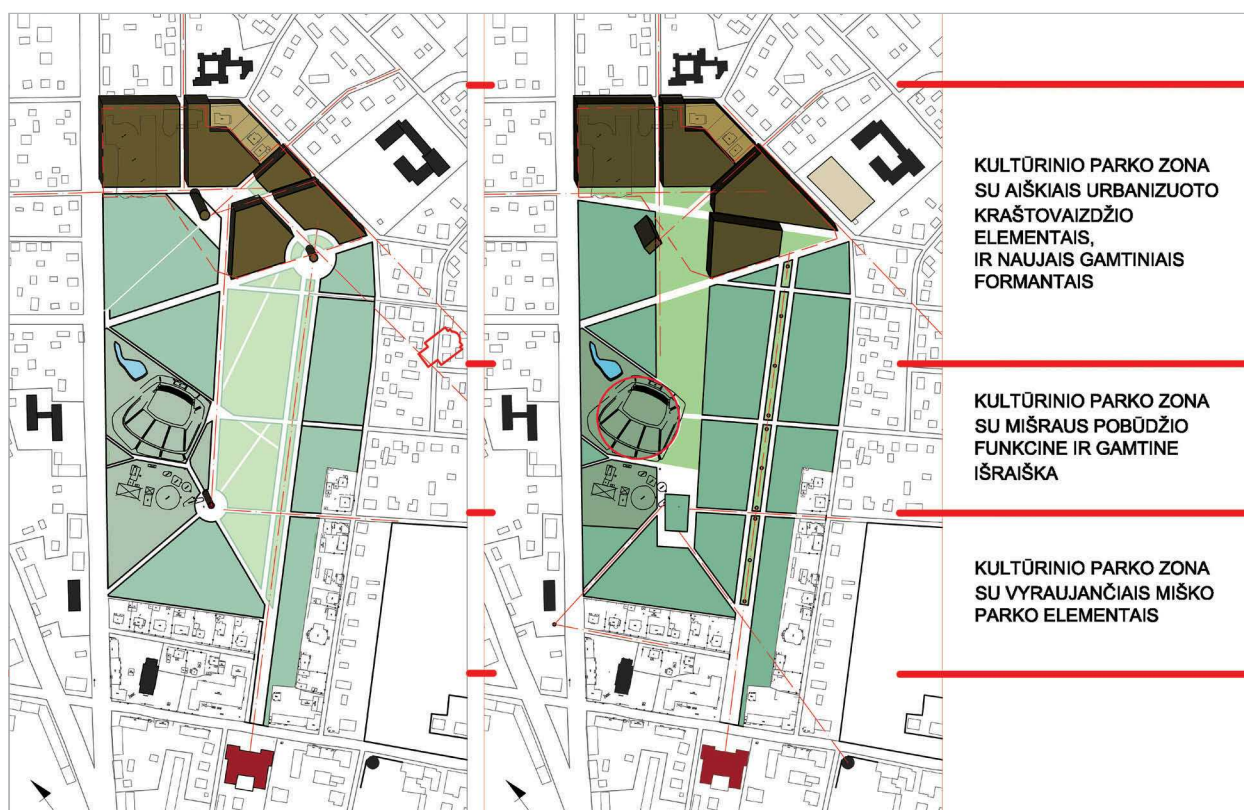 KULTŪRINIO PARKO ZONA
SU AIŠKIAIS URBANIZUOTO
KRAŠTOVAIZDŽIO
ELEMENTAIS,
IR NAUJAIS GAMTINIAIS
FORMANTAIS
KULTŪRINIO PARKO ZONA
SU MIŠRAUS POBŪDŽIO
FUNKCINE IR GAMTINE
IŠRAIŠKA
KULTŪRINIO PARKO ZONA
SU VYRAUJANČIAIS MIŠKO
PARKO ELEMENTAIS